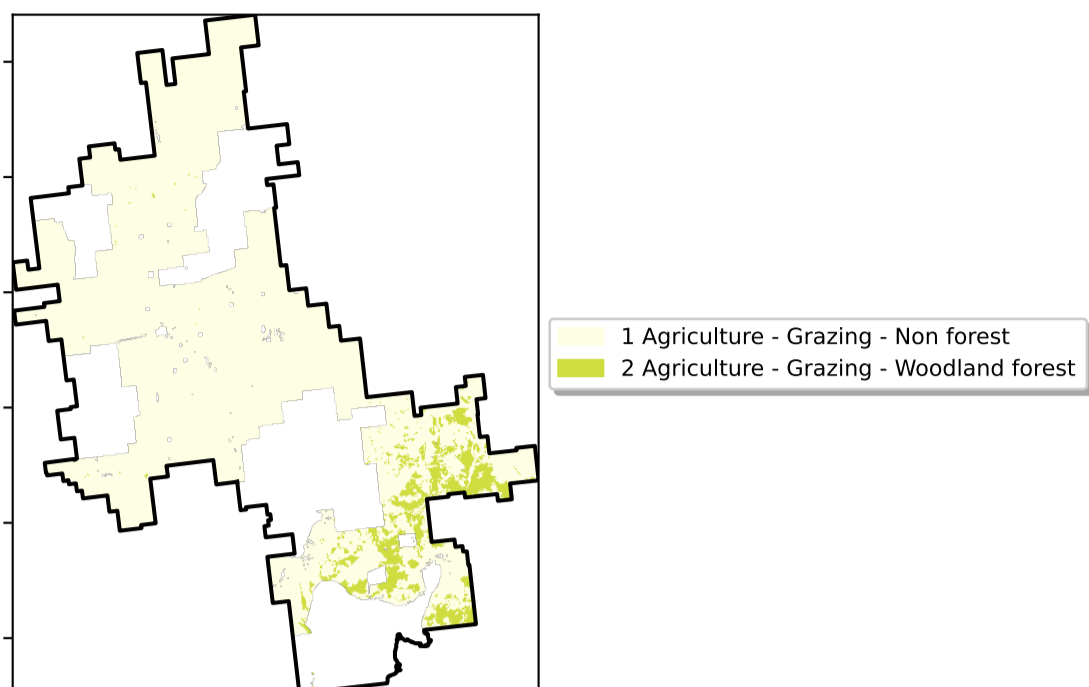 1 Agriculture - Grazing - Non forest
2 Agriculture - Grazing - Woodland forest